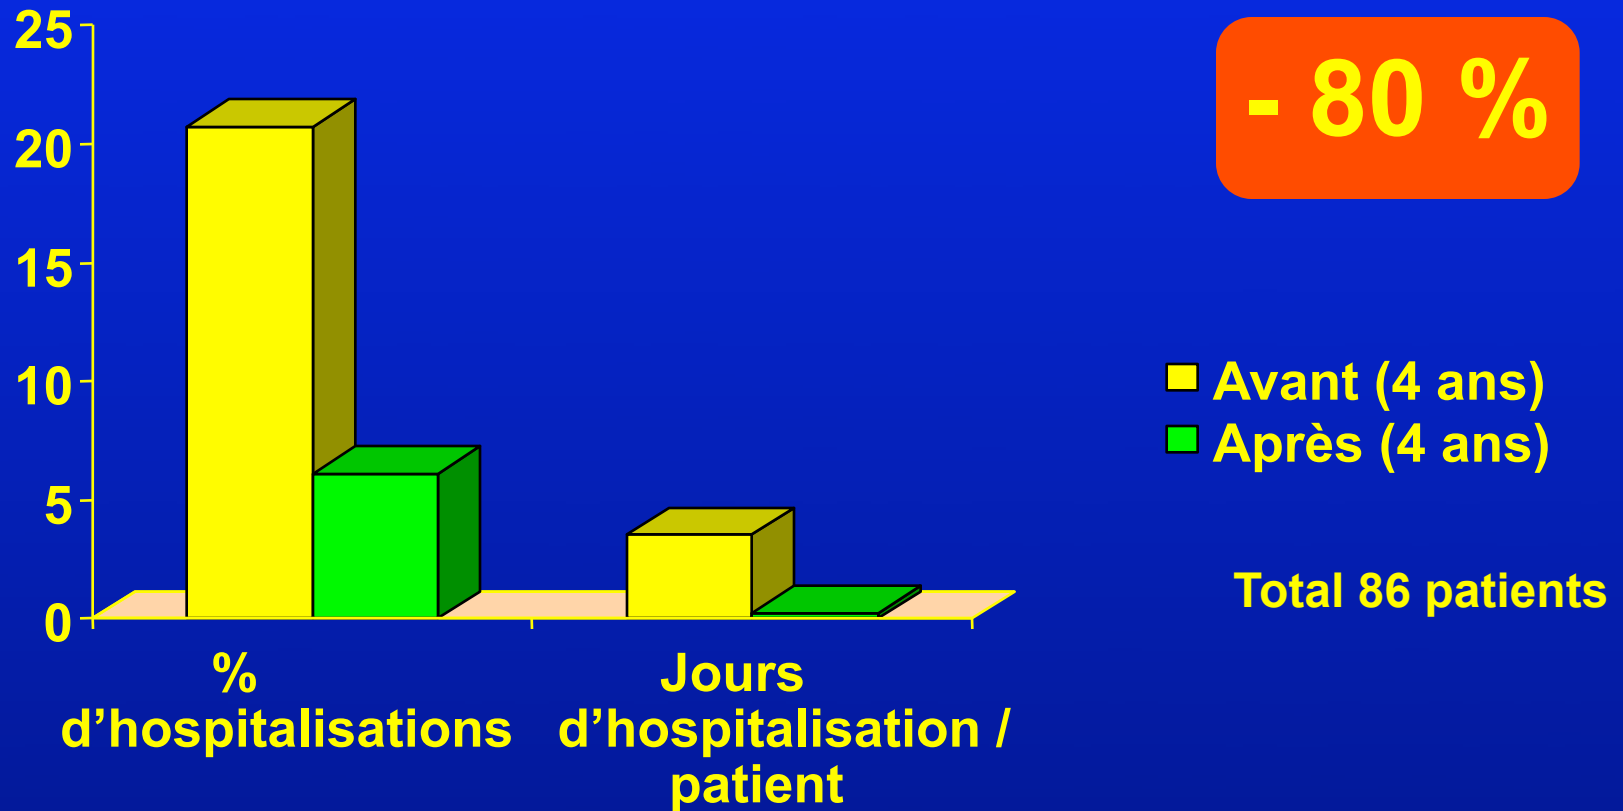 25
20
15
10
5
0
%
d’hospitalisations
Jours
d’hospitalisation /
patient
- 80 %
Avant (4 ans)
Après (4 ans)
Total 86 patients